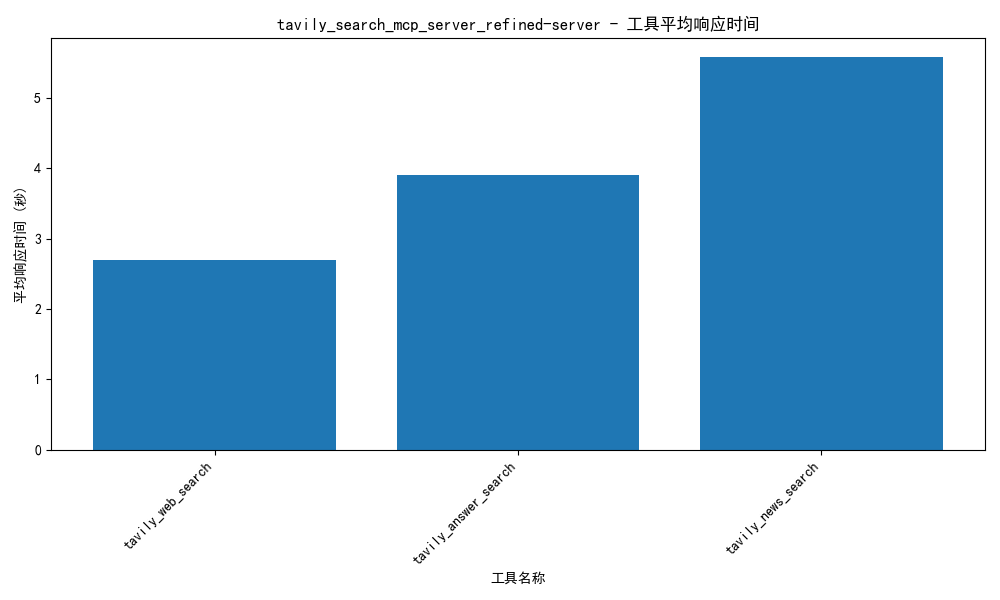 tavily_search_mcp_server_refined-server - 工具平均响应时间
平均响应时间 (秒)
5
4
3
2
1
0
tavily_web_search
tavily_answer_search
tavily_news_search
工具名称